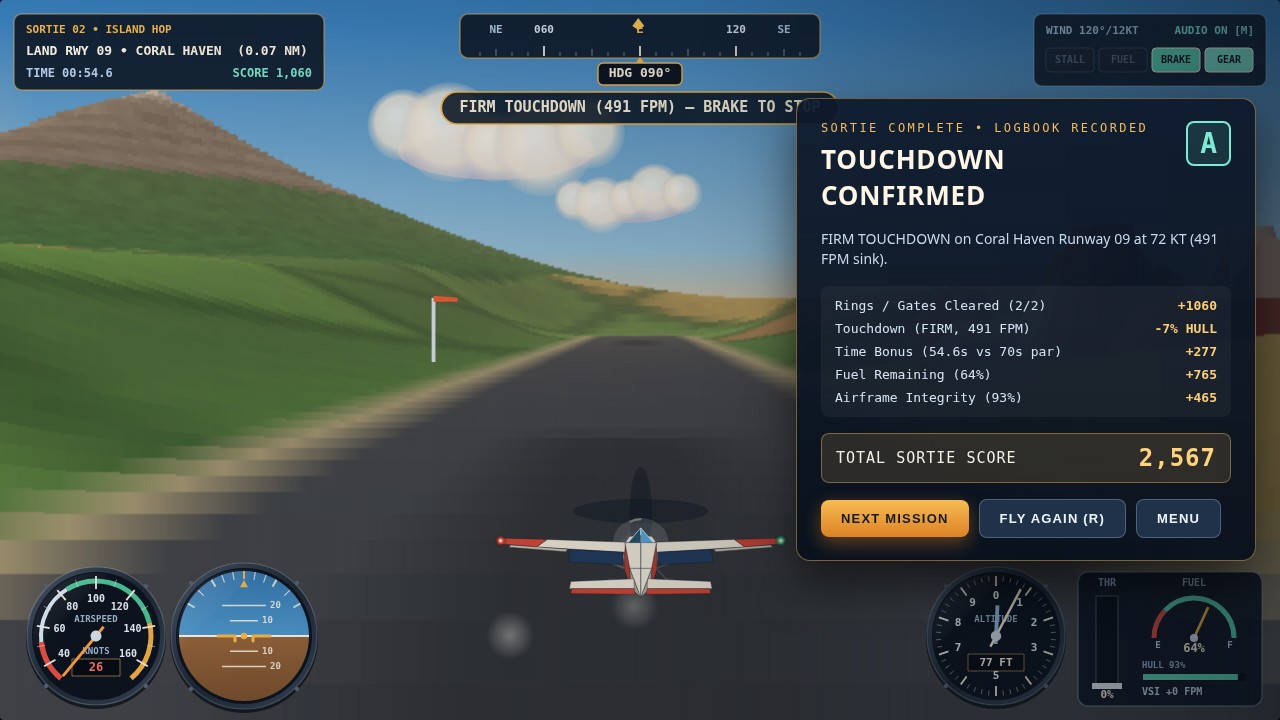 SORTIE 02 • ISLAND HOP
LAND RWY 09 • CORAL HAVEN (0.07 NM)
TIME 00:54.6 SCORE 1,060
NE 060 E 120 SE
HDG 090°
WIND 120°/12KT AUDIO ON [M]
STALL FUEL BRAKE GEAR
FIRM TOUCHDOWN (491 FPM) — BRAKE TO STOP
SORTIE COMPLETE • LOGBOOK RECORDED
A
TOUCHDOWN
CONFIRMED
FIRM TOUCHDOWN on Coral Haven Runway 09 at 72 KT (491
FPM sink).
Rings / Gates Cleared (2/2) +1060
Touchdown (FIRM, 491 FPM) -7% HULL
Time Bonus (54.6s vs 70s par) +277
Fuel Remaining (64%) +765
Airframe Integrity (93%) +465
TOTAL SORTIE SCORE 2,567
NEXT MISSION FLY AGAIN (R) MENU
40 60 80 100 120 140 160
AIRSPEED
KNOTS
26
20
10
10
20
0 1 2 3 5 7 8 9
ALTITUDE
77 FT
THR
0%
FUEL
E F
64%
HULL 93%
VSI +0 FPM